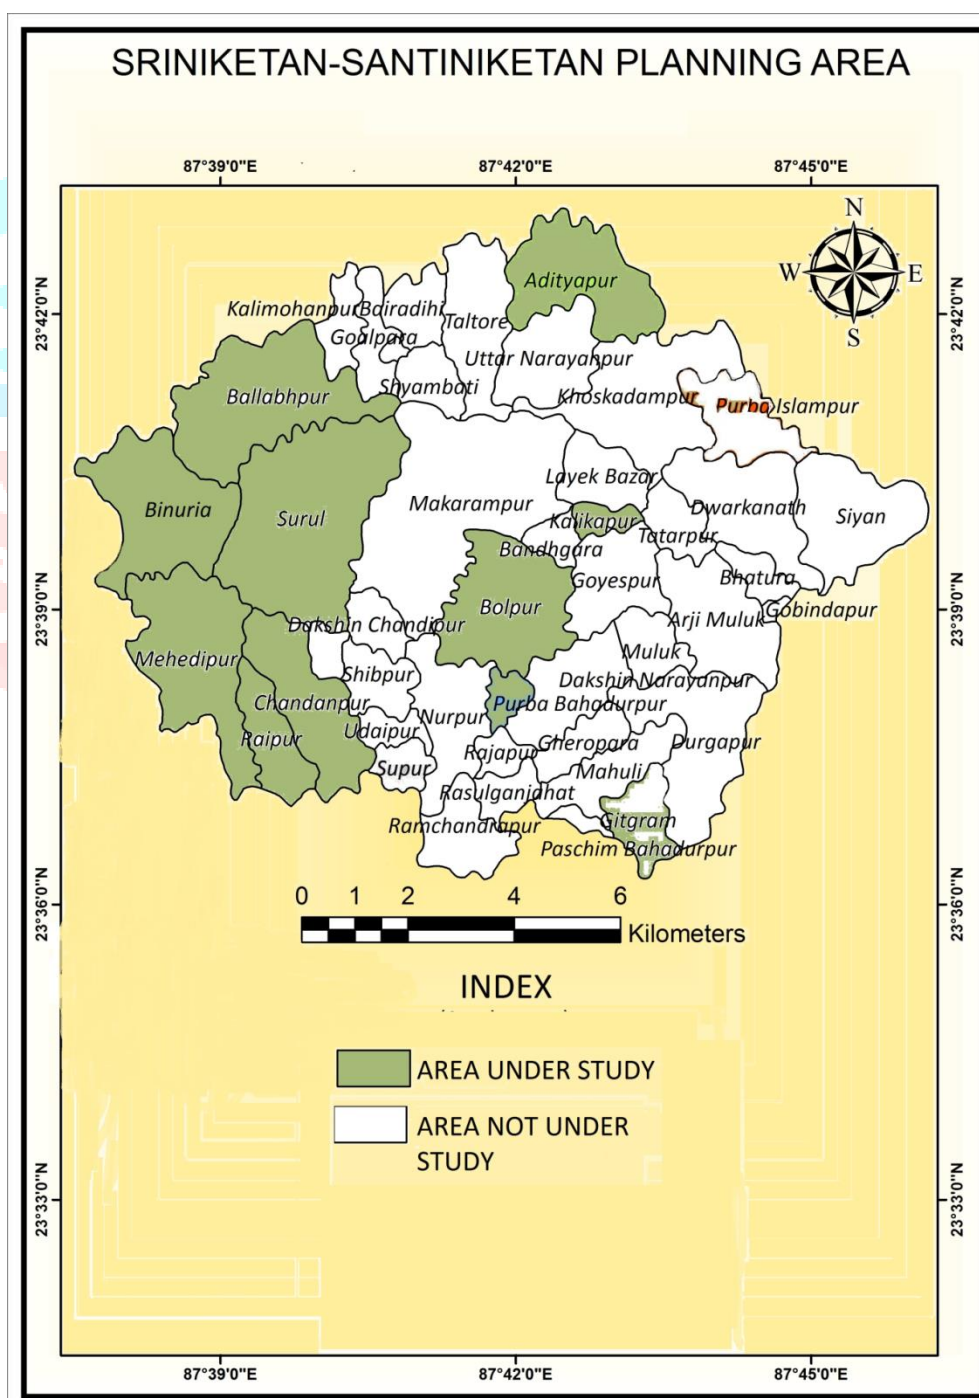 SRINIKETAN-SANTINIKETAN PLANNING AREA
87°39'0"E 87°42'0"E 87°45'0"E
N
W E
S
Adityapur
23°42'0"N 23°42'0"N
Kalimohanpur Bairadihi
Taltore
Goalpara
Uttar Narayanpur
Shyambati
Ballabhpur Khoskadampur Purba Islampur
Layek Bazar
Makarampur
Dwarkanath
Binuria Surul Kalikapur Siyan
Tatarpur
Bandhgara
Goyespur Bhatura
23°39'0"N 23°39'0"N
Bolpur Gobindapur
Dakshin Chandipur Arji Muluk
Mehedipur Muluk
Shibpur Dakshin Narayanpur
Chandanpur Purba Bahadurpur
Nurpur
Udaipur
Raipur Gheropara Durgapur
Rajapur
Supur Mahuli
Rasulganjdhat
Gitgram
Ramchandrapur
Paschim Bahadurpur
23°36'0"N 23°36'0"N
0 1 2 4 6
Kilometers
INDEX
AREA UNDER STUDY
AREA NOT UNDER
STUDY
23°33'0"N 23°33'0"N
87°39'0"E 87°42'0"E 87°45'0"E